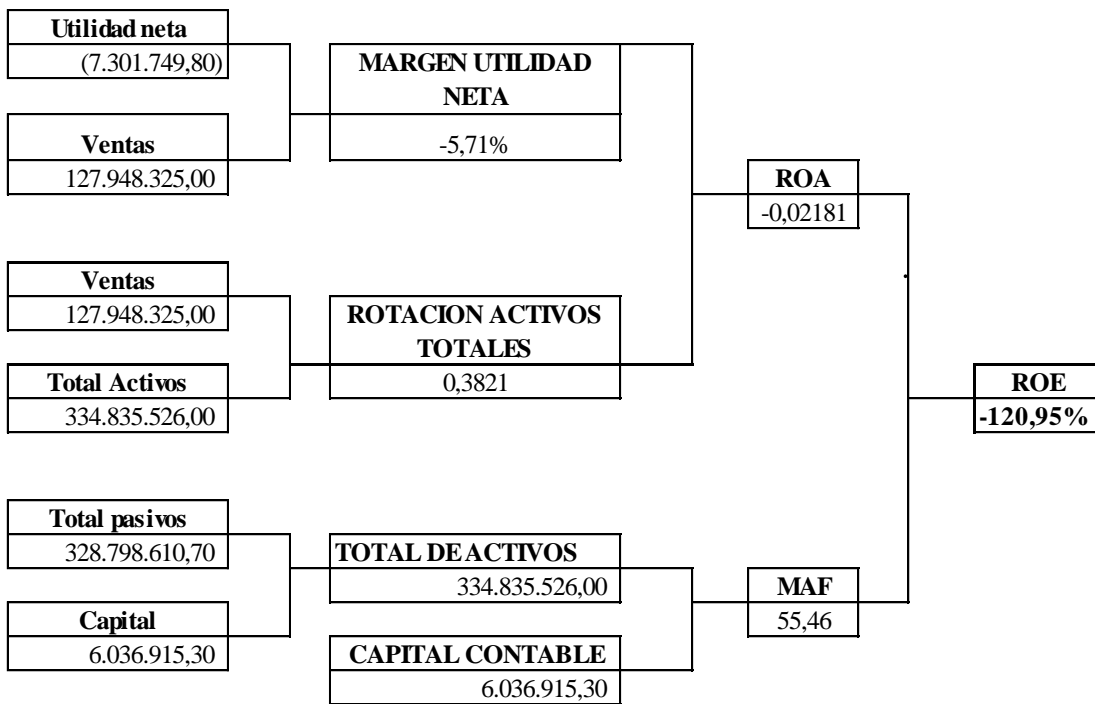 Utilidad neta
(7.301.749,80)
MARGEN UTILIDAD
NETA
-5,71%
Ventas
127.948.325,00
ROA
-0,02181
Ventas
127.948.325,00
ROTACION ACTIVOS
TOTALES
0,3821
Total Activos
334.835.526,00
ROE
-120,95%
Total pasivos
328.798.610,70
TOTAL DE ACTIVOS
334.835.526,00
MAF
55,46
Capital
6.036.915,30
CAPITAL CONTABLE
6.036.915,30